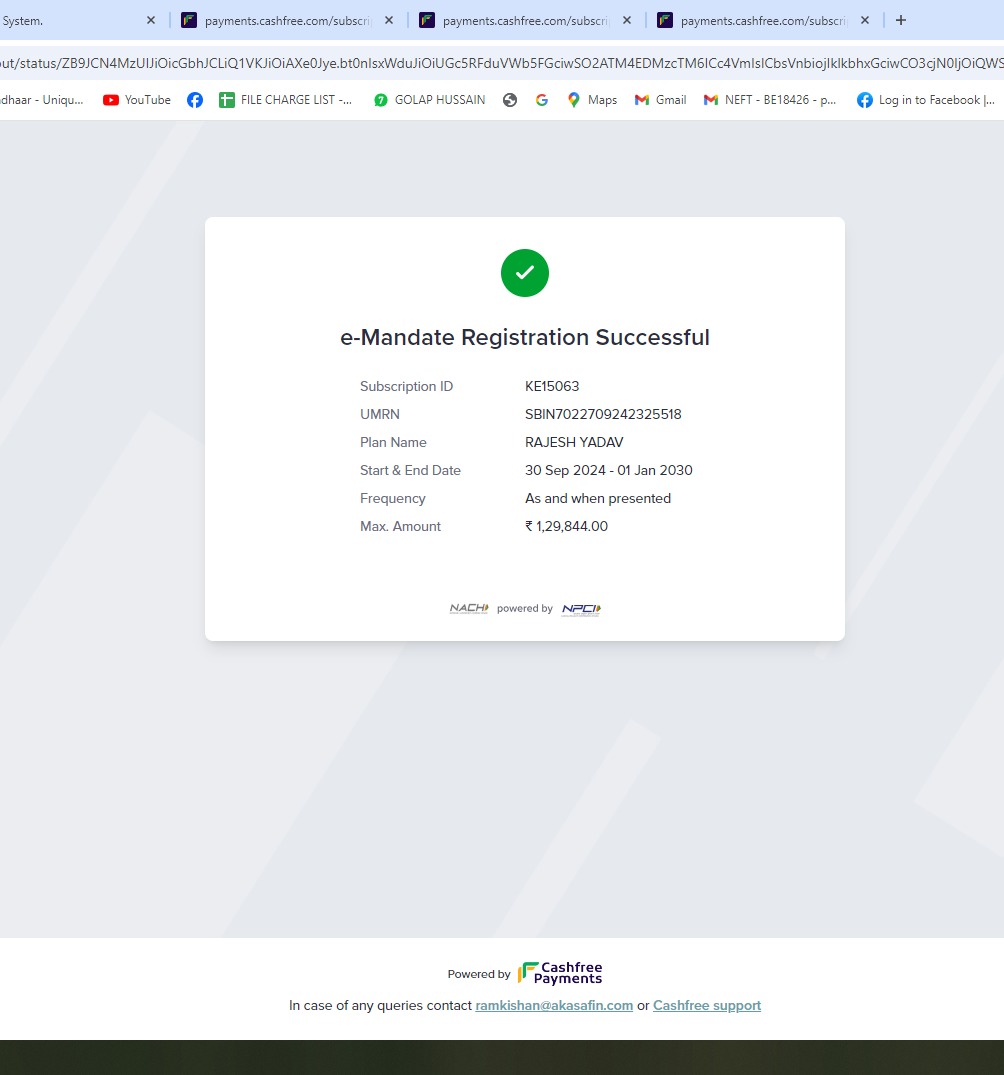 System.
payments.cashfree.com/subscri
payments.cashfree.com/subscri
payments.cashfree.com/subscri
dhaar - Uniqu...
YouTube
FILE CHARGE LIST -...
GOLAP HUSSAIN
Maps
Gmail
NEFT - BE18426 - p...
Log in to Facebook |...
e-Mandate Registration Successful
Subscription ID KE15063
UMRN SBIN7022709242325518
Plan Name RAJESH YADAV
Start & End Date 30 Sep 2024 - 01 Jan 2030
Frequency As and when presented
Max. Amount ₹ 1,29,844.00
NACH powered by NPCI
Powered by Cashfree Payments
In case of any queries contact ramkishan@akasafin.com or Cashfree support